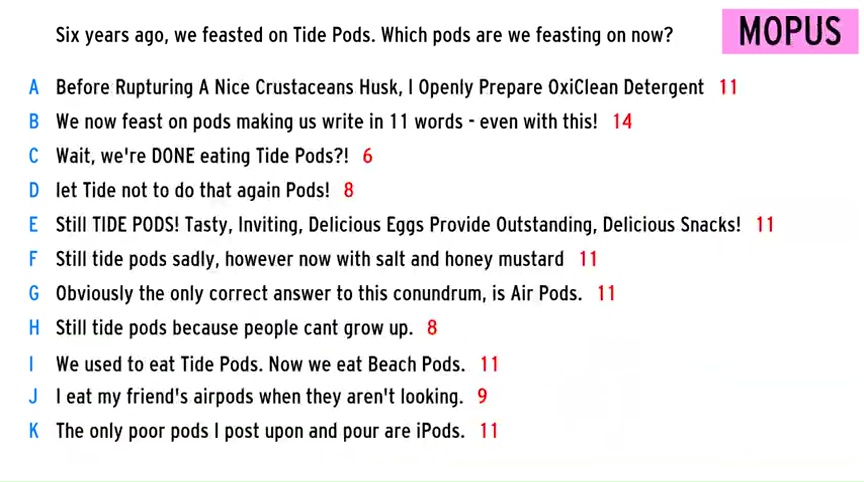 Six years ago, we feasted on Tide Pods. Which pods are we feasting on now?
MOPUS
A Before Rupturing A Nice Crustaceans Husk, I Openly Prepare OxiClean Detergent 11
B We now feast on pods making us write in 11 words - even with this! 14
C Wait, we're DONE eating Tide Pods?! 6
D let Tide not to do that again Pods! 8
E Still TIDE PODS! Tasty, Inviting, Delicious Eggs Provide Outstanding, Delicious Snacks! 11
F Still tide pods sadly, however now with salt and honey mustard 11
G Obviously the only correct answer to this conundrum, is Air Pods. 11
H Still tide pods because people cant grow up. 8
I We used to eat Tide Pods. Now we eat Beach Pods. 11
J I eat my friend's airpods when they aren't looking. 9
K The only poor pods I post upon and pour are iPods. 11